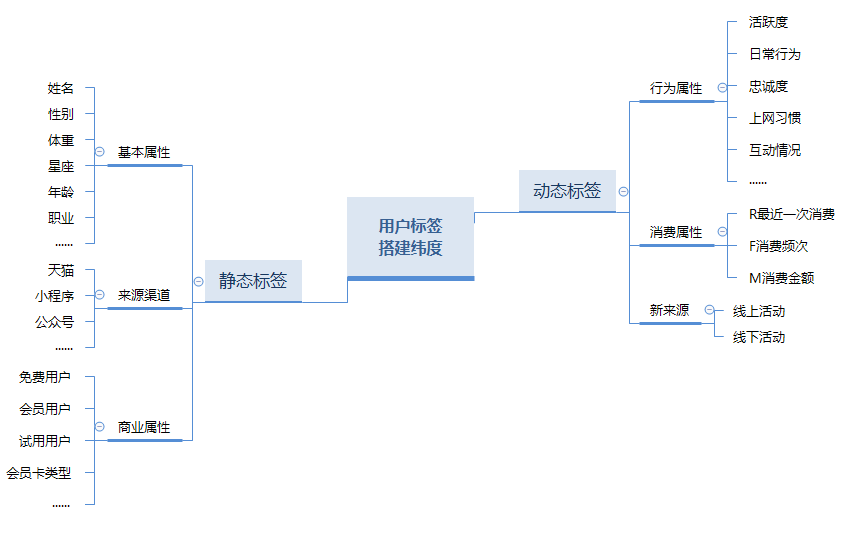 用户标签
搭建纬度
静态标签
基本属性
姓名
性别
体重
星座
年龄
职业
......
来源渠道
天猫
小程序
公众号
......
商业属性
免费用户
会员用户
试用用户
会员卡类型
......
动态标签
行为属性
活跃度
日常行为
忠诚度
上网习惯
互动情况
......
消费属性
R最近一次消费
F消费频次
M消费金额
新来源
线上活动
线下活动